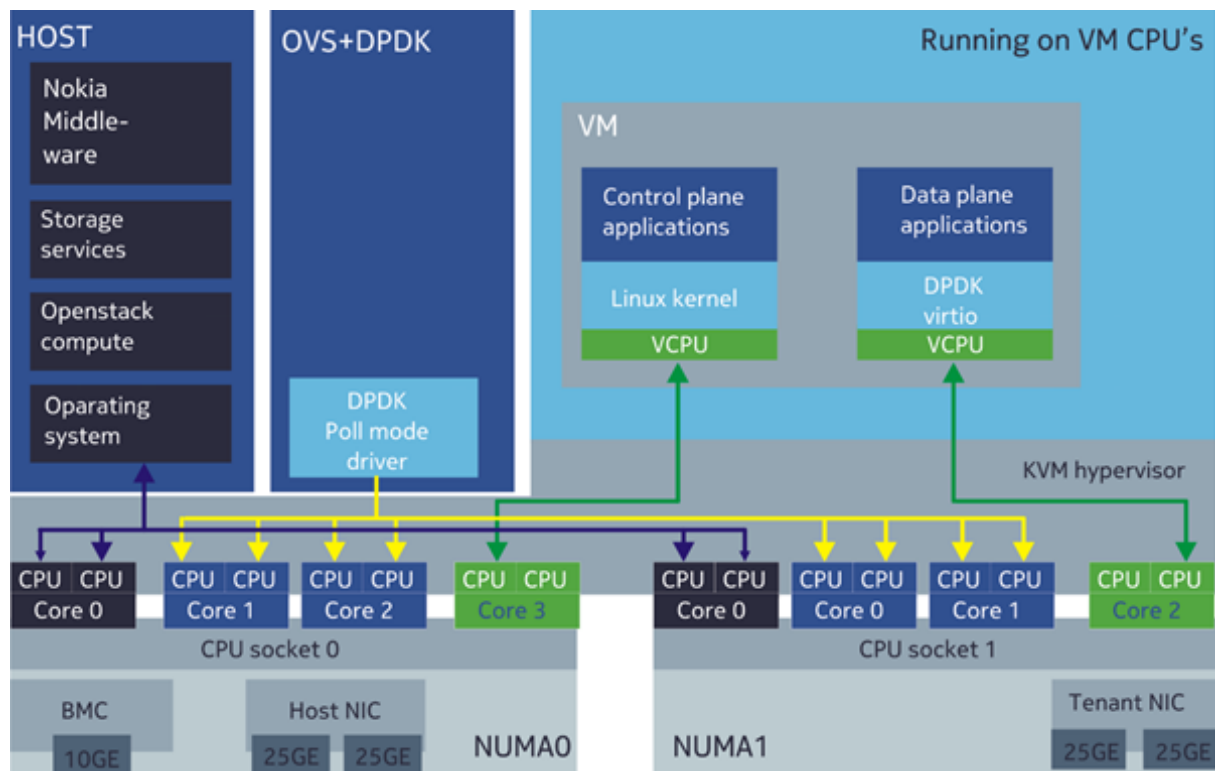 HOST
Nokia
Middle-
ware
Storage
services
Openstack
compute
Oparating
system
OVS+DPDK
DPDK
Poll mode
driver
Running on VM CPU's
VM
Control plane
applications
Linux kernel
VCPU
Data plane
applications
DPDK
virtio
VCPU
KVM hypervisor
CPU CPU
Core 0
CPU CPU
Core 1
CPU CPU
Core 2
CPU CPU
Core 3
CPU CPU
Core 0
CPU CPU
Core 0
CPU CPU
Core 1
CPU CPU
Core 2
CPU socket 0
CPU socket 1
BMC
10GE
Host NIC
25GE 25GE
NUMA0
NUMA1
Tenant NIC
25GE 25GE